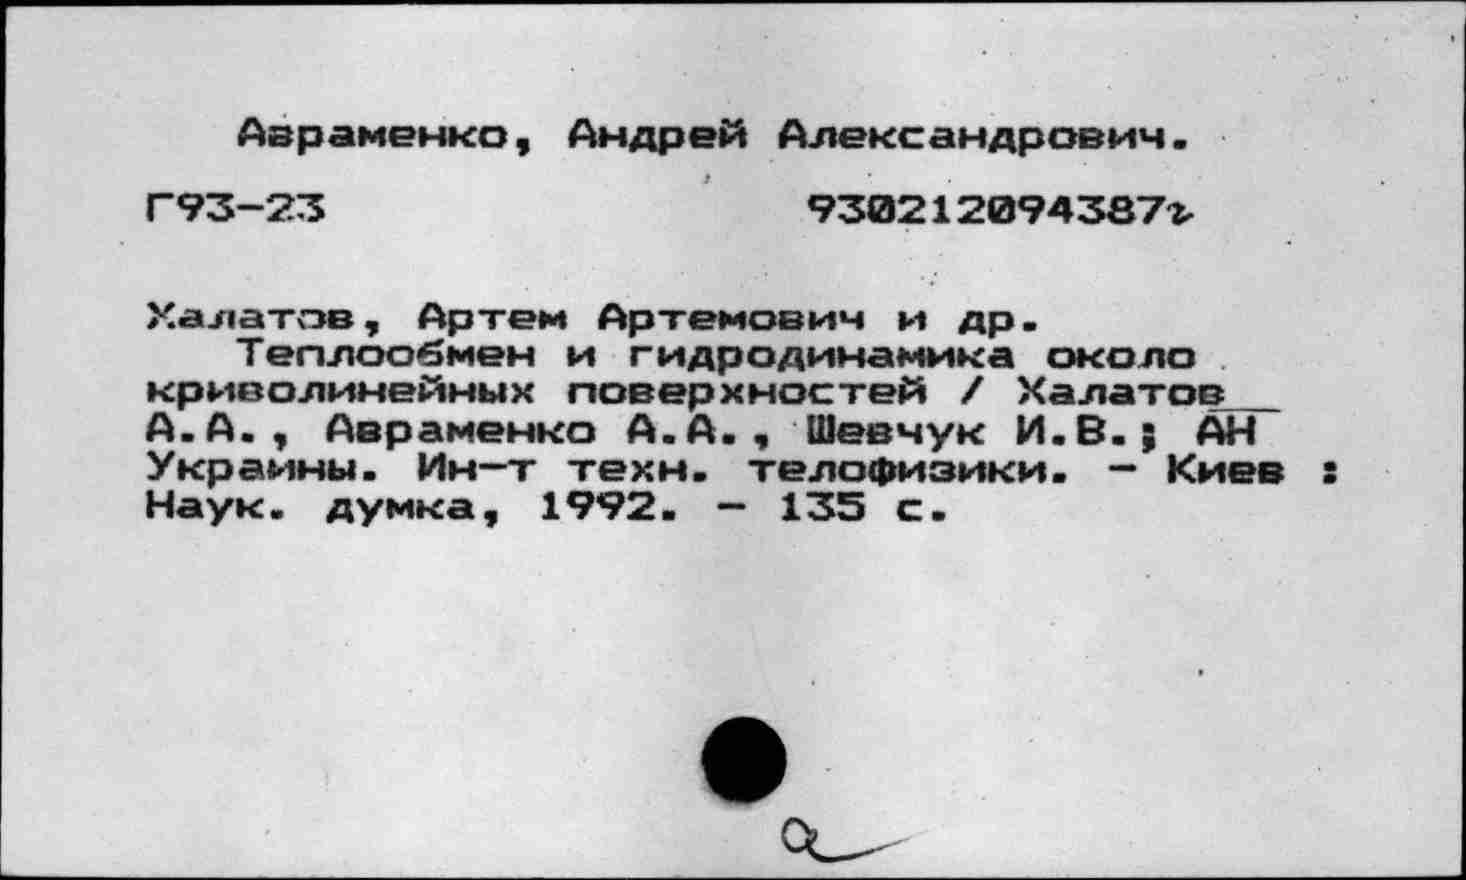 Авраменко, Андрей Александрович.
Г93-23 930212094387г
Халатов, Артем Артемович и др.
Теплообмен и гидродинамика около
криволинейных поверхностей / Халатов
А.А., Авраменко А.А., Шевчук И.В.; АН
Украины. Ин-т техн. телофизики. - Киев :
Наук. думка, 1992. - 135 с.